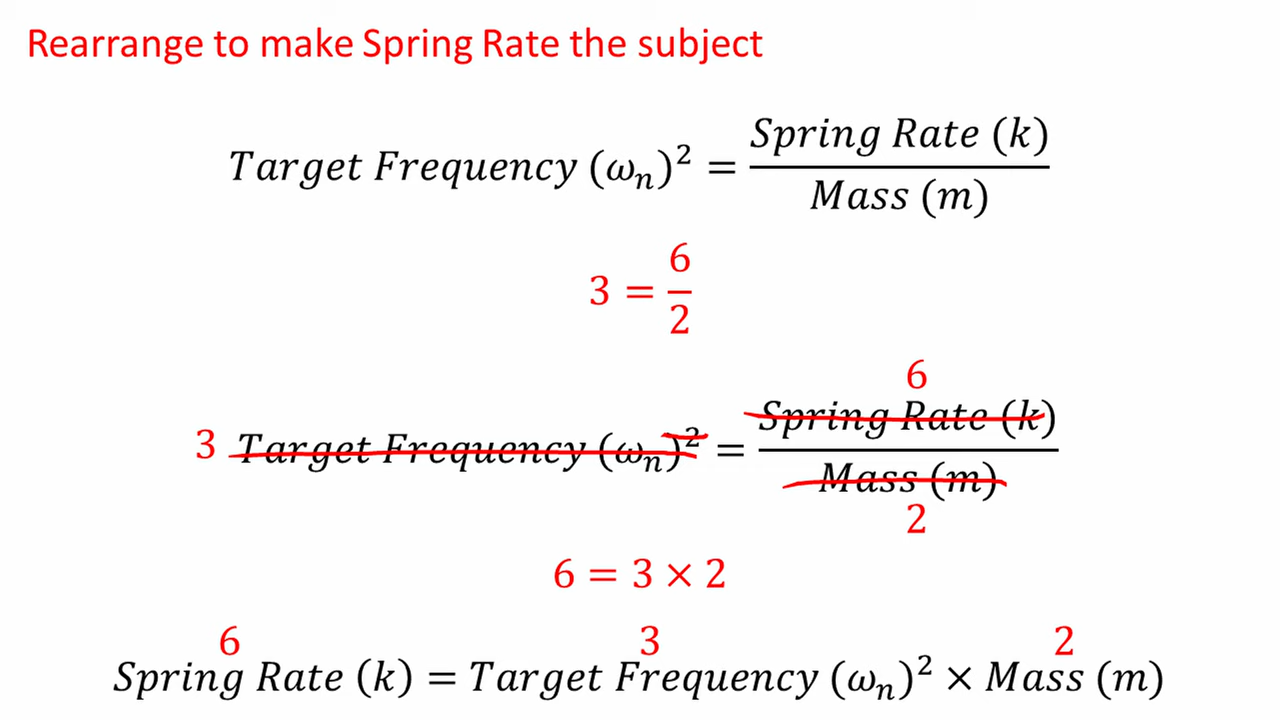 Rearrange to make Spring Rate the subject
Target Frequency (ωₙ)² = Spring Rate (k)
Mass (m)
3 = 6
2
6
3 Target Frequency (ωₙ)² = Spring Rate (k)
Mass (m)
2
6 = 3 × 2
6 3 2
Spring Rate (k) = Target Frequency (ωₙ)² × Mass (m)